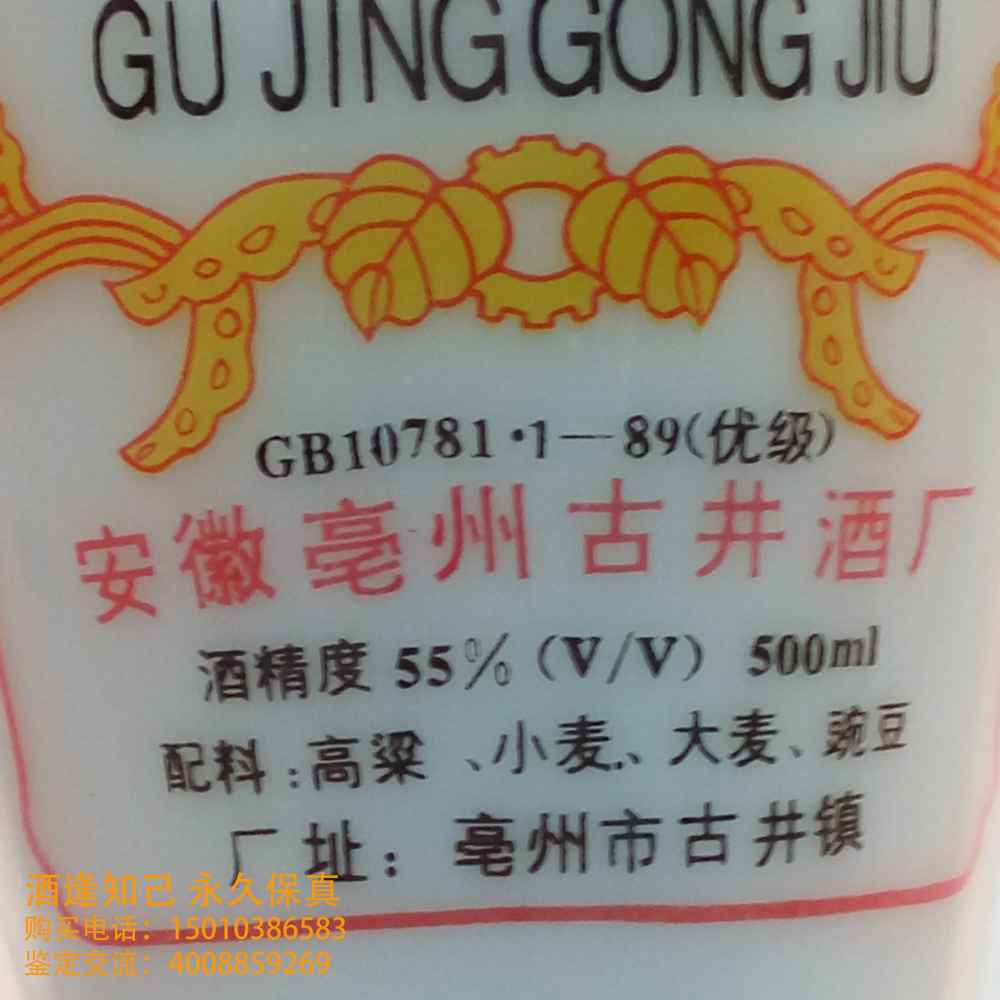 GU JING GONG JIU
GB10781·1—89(优级)
安徽亳州古井酒厂
酒精度 55%(V/V) 500ml
配料:高粱、小麦、大麦、豌豆
厂址:亳州市古井镇
酒逢知己 永久保真
购买电话：15010386583
鉴定交流：4008859269